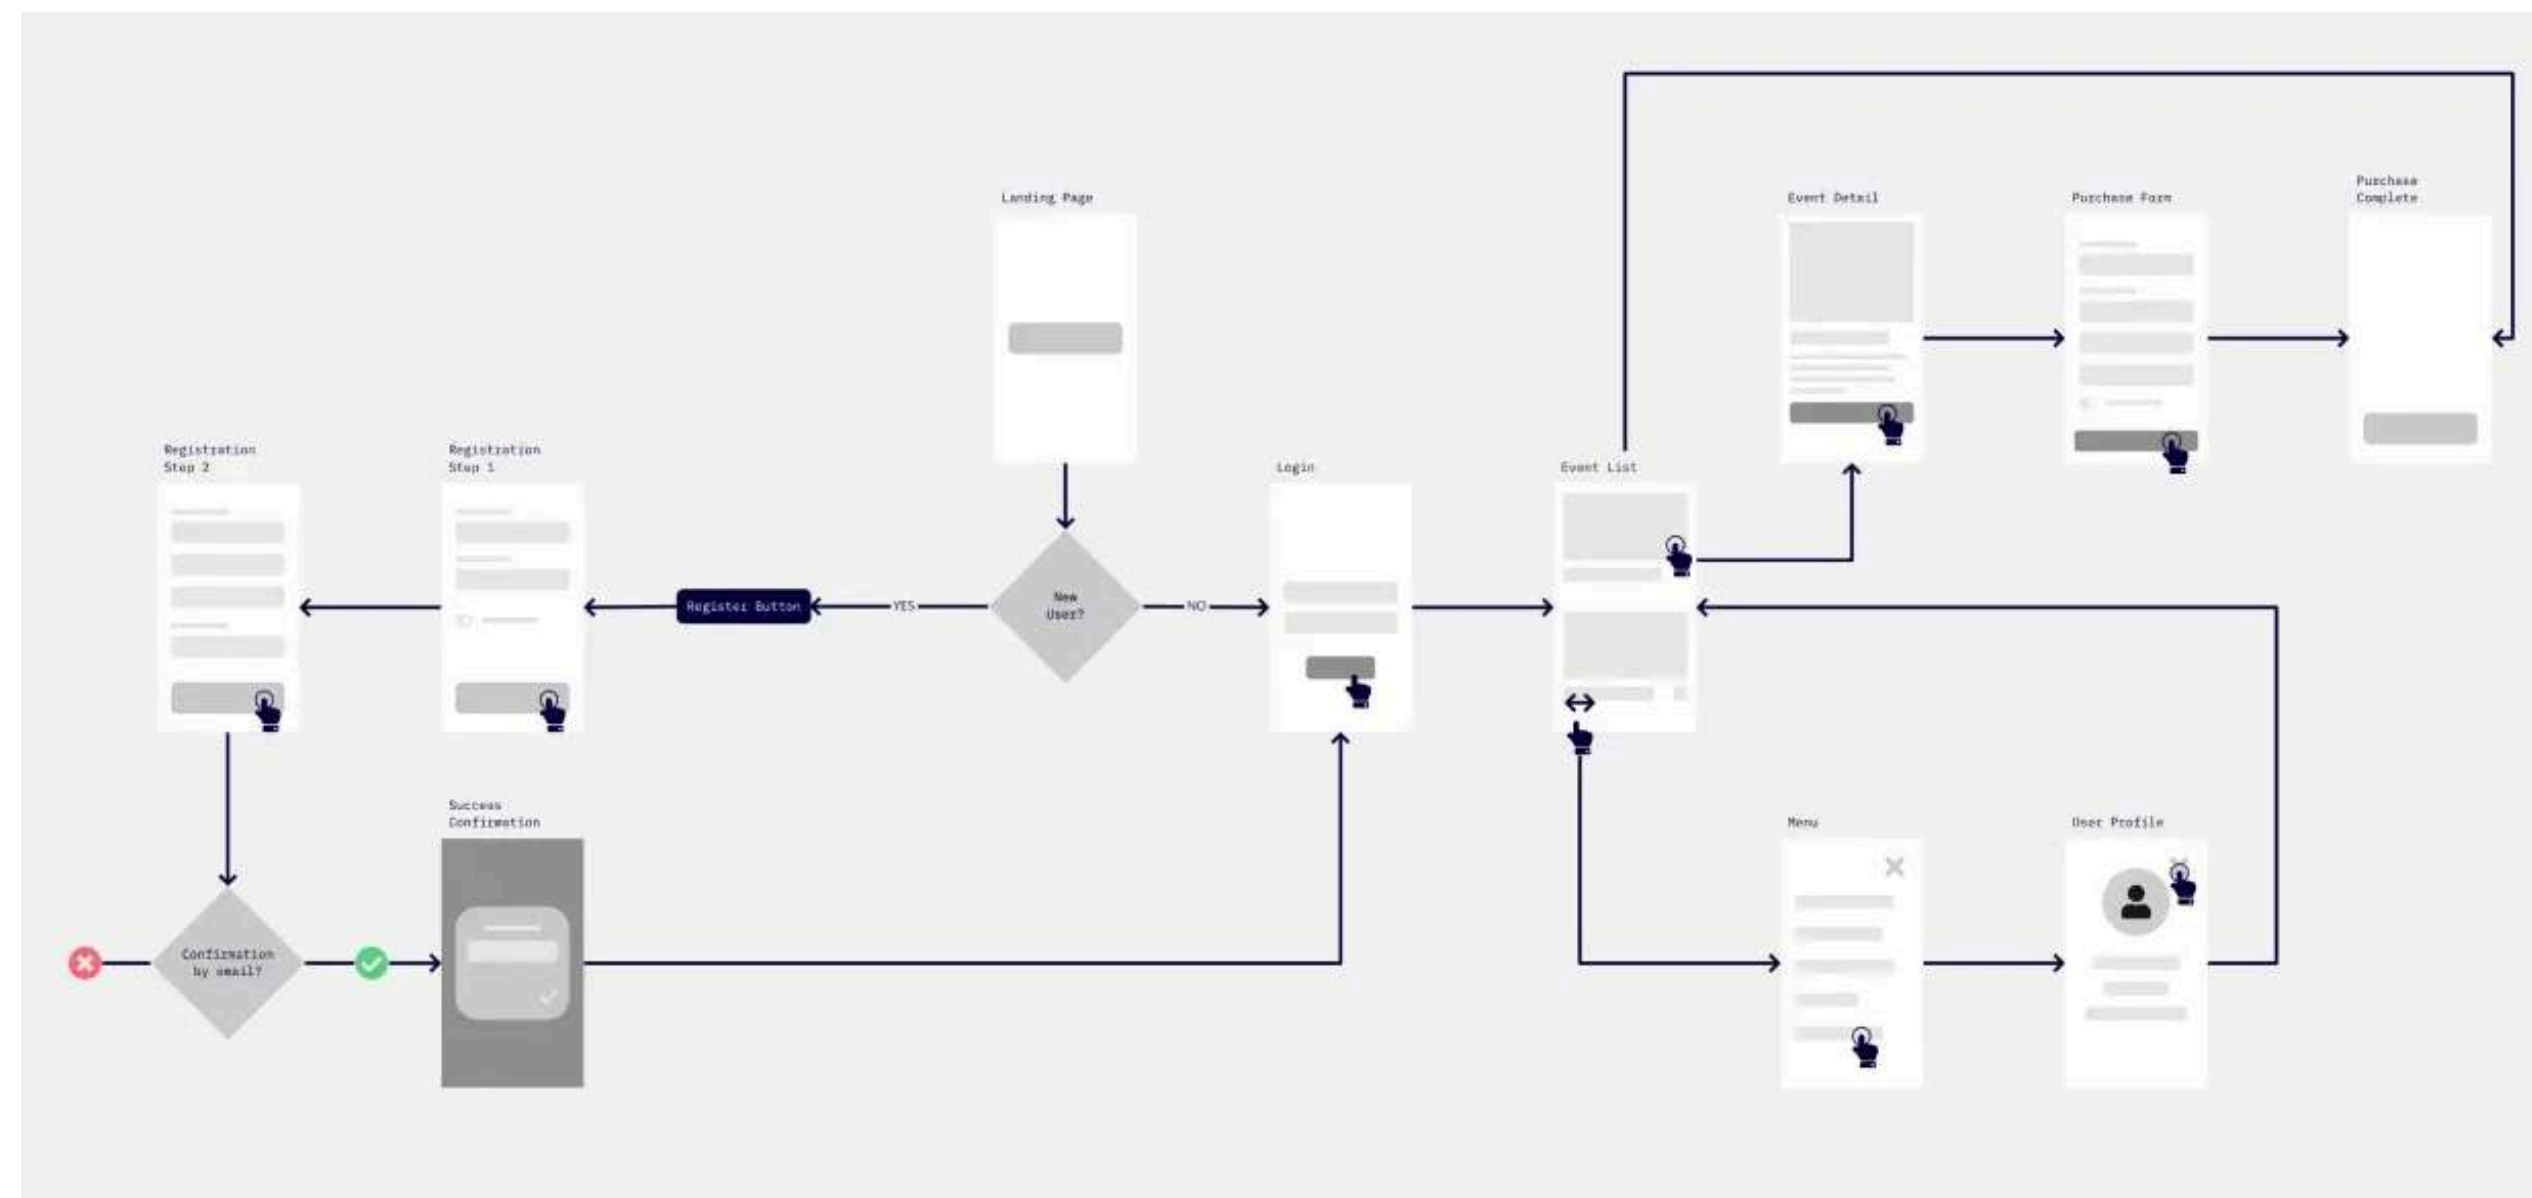 Landing Page
Event Detail
Purchase Form
Purchase
Complete
Registration
Step 2
Registration
Step 1
Login
Event List
Register Button
YES
New
User?
NO
Success
Confirmation
Menu
User Profile
Confirmation
by email?